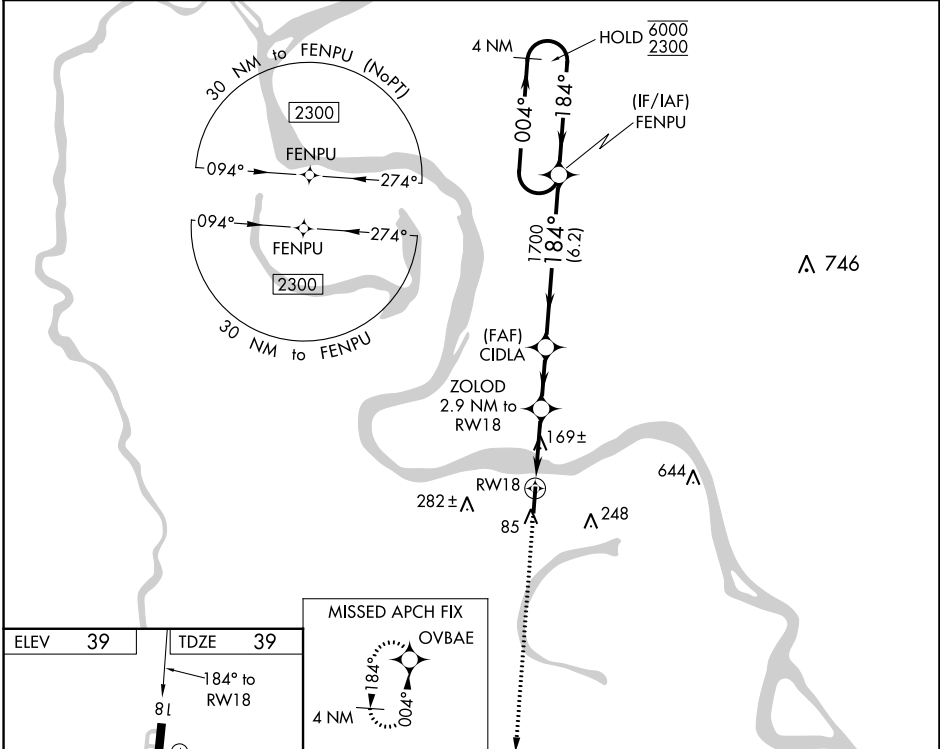 30 NM to FENPU (NoPT)
2300
FENPU
094°
274°
094°
274°
FENPU
2300
30 NM to FENPU
4 NM
HOLD 6000
2300
004°
184°
(IF/IAF)
FENPU
1700
184°
(6.2)
746
(FAF)
CIDLA
ZOLOD
2.9 NM to
RW18
169±
RW18
282±
644
85
248
ELEV 39
TDZE 39
184° to
RW18
18
MISSED APCH FIX
OVBAE
184°
004°
4 NM